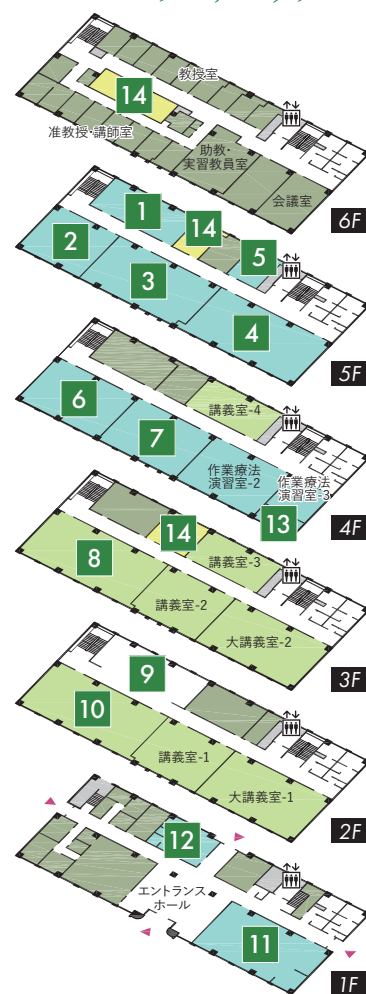 教授室
14
准教授・講師室
助教・
実習教員室
会議室
6F
1
14
2
5
3
4
5F
講義室-4
6
7
作業療法
演習室-2
作業療法
演習室-3
13
4F
14
8
講義室-3
講義室-2
大講義室-2
3F
9
10
講義室-1
大講義室-1
2F
12
エントランス
ホール
11
1F